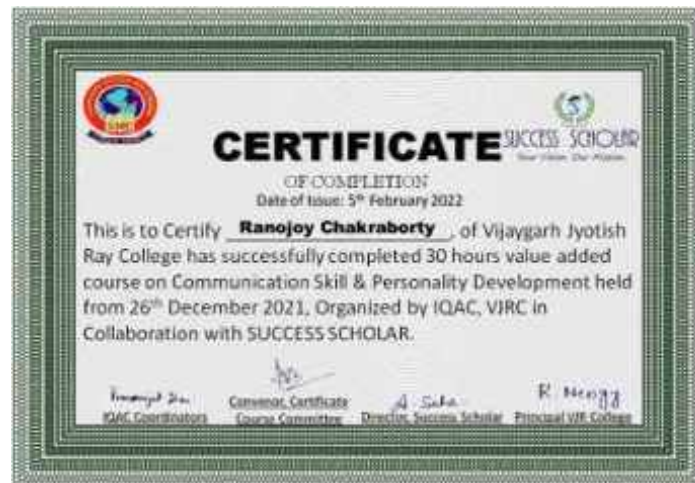 SUCCESS SCHOLAR
CERTIFICATE
OF COMPLETION
Date of Issue: 5th February 2022
This is to Certify Ranojoy Chakraborty, of Vijaygarh Jyotish
Ray College has successfully completed 30 hours value added
course on Communication Skill & Personality Development held
from 26th December 2021, Organized by IQAC, VJRC in
Collaboration with SUCCESS SCHOLAR.
IQAC Coordinators
Convenor, Certificate
Course Committee
A Saha
Director, Success Scholar
Principal VJR College